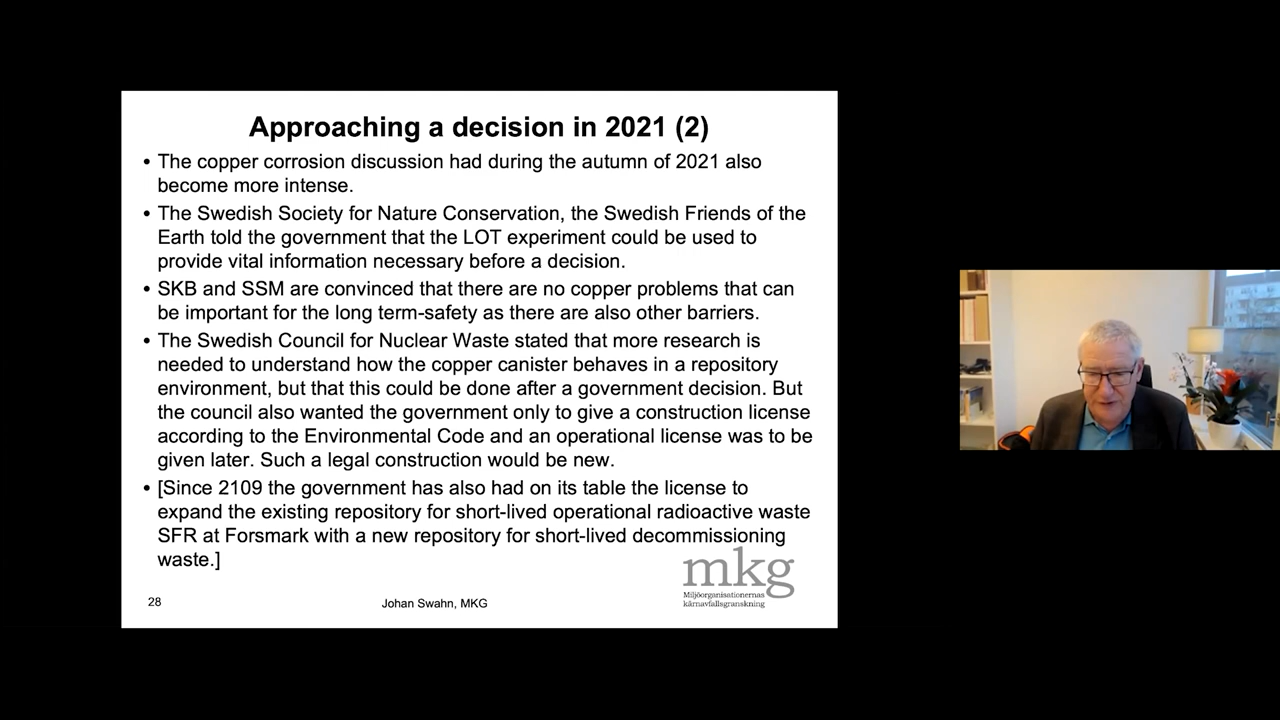 Approaching a decision in 2021 (2)
• The copper corrosion discussion had during the autumn of 2021 also
become more intense.
• The Swedish Society for Nature Conservation, the Swedish Friends of the
Earth told the government that the LOT experiment could be used to
provide vital information necessary before a decision.
• SKB and SSM are convinced that there are no copper problems that can
be important for the long term-safety as there are also other barriers.
• The Swedish Council for Nuclear Waste stated that more research is
needed to understand how the copper canister behaves in a repository
environment, but that this could be done after a government decision. But
the council also wanted the government only to give a construction license
according to the Environmental Code and an operational license was to be
given later. Such a legal construction would be new.
• [Since 2109 the government has also had on its table the license to
expand the existing repository for short-lived operational radioactive waste
SFR at Forsmark with a new repository for short-lived decommissioning
waste.]
mkg
Miljöorganisationernas
kärnavfallsgranskning
28
Johan Swahn, MKG